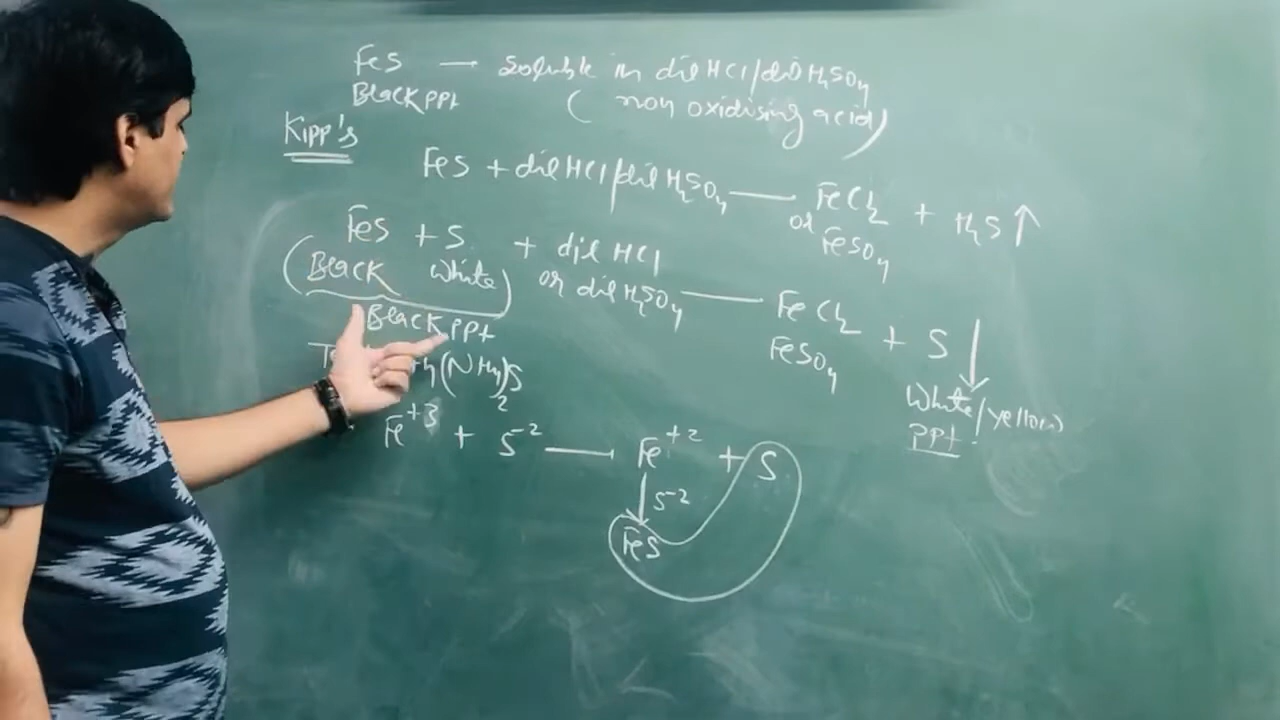 FeS — Soluble in dil HCl/dil H2SO4
Black ppt ( non oxidising acid)
Kipp's
FeS + dil HCl/dil H2SO4 — FeCl2 or FeSO4 + H2S ↑
FeS + S + dil HCl or dil H2SO4 — FeCl2 FeSO4 + S ↓
(Black White)
Black ppt
White/yellow)
ppt.
(NH4)2S
Fe+3 + S-2 — Fe+2 + S
↓ S-2
FeS